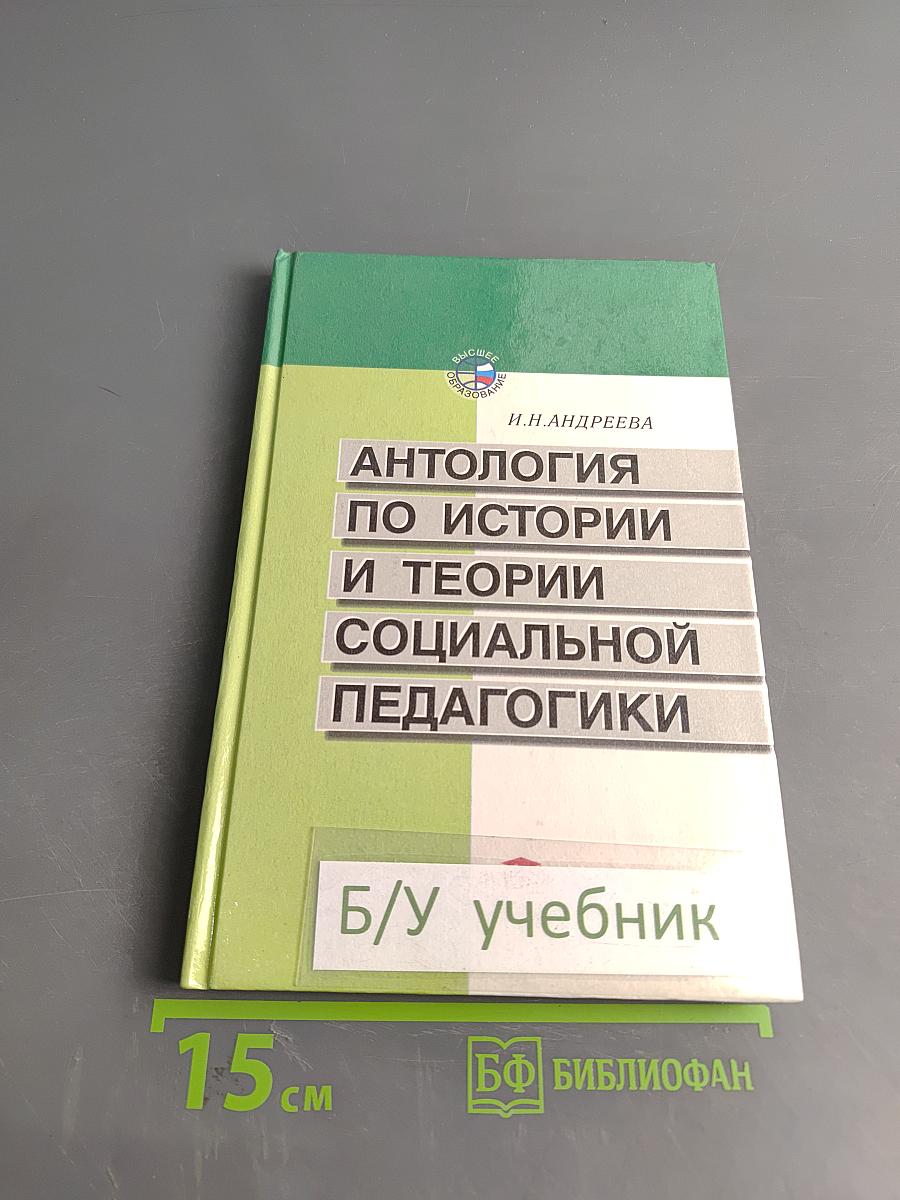 ВЫСШЕЕ
ОБРАЗОВАНИЕ
И.Н.АНДРЕЕВА
АНТОЛОГИЯ
ПО ИСТОРИИ
И ТЕОРИИ
СОЦИАЛЬНОЙ
ПЕДАГОГИКИ
Б/У учебник
15 см
БФ БИБЛИОФАН